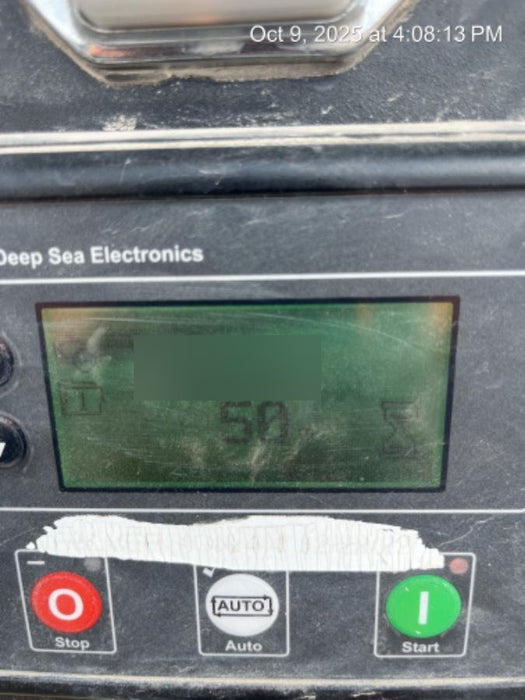 Oct 9, 2025 at 4:08:13 PM
Deep Sea Electronics
50
O
AUTO
I
Stop
Auto
Start